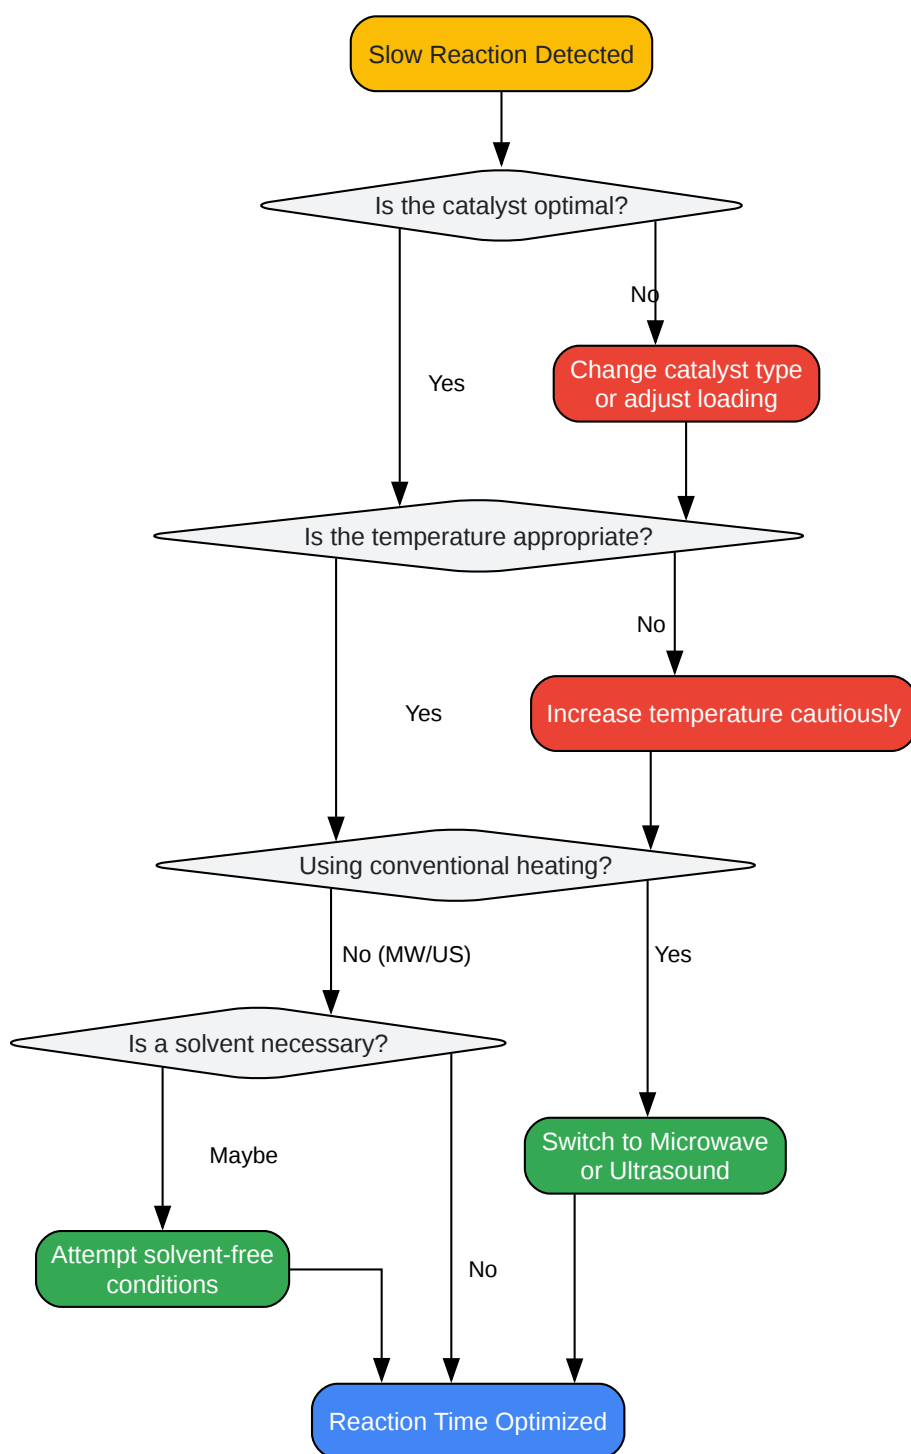 Slow Reaction Detected
Is the catalyst optimal?
No
Change catalyst type
or adjust loading
Yes
Is the temperature appropriate?
No
Increase temperature cautiously
Yes
Using conventional heating?
No (MW/US)
Yes
Is a solvent necessary?
Switch to Microwave
or Ultrasound
Maybe
Attempt solvent-free
conditions
No
Reaction Time Optimized